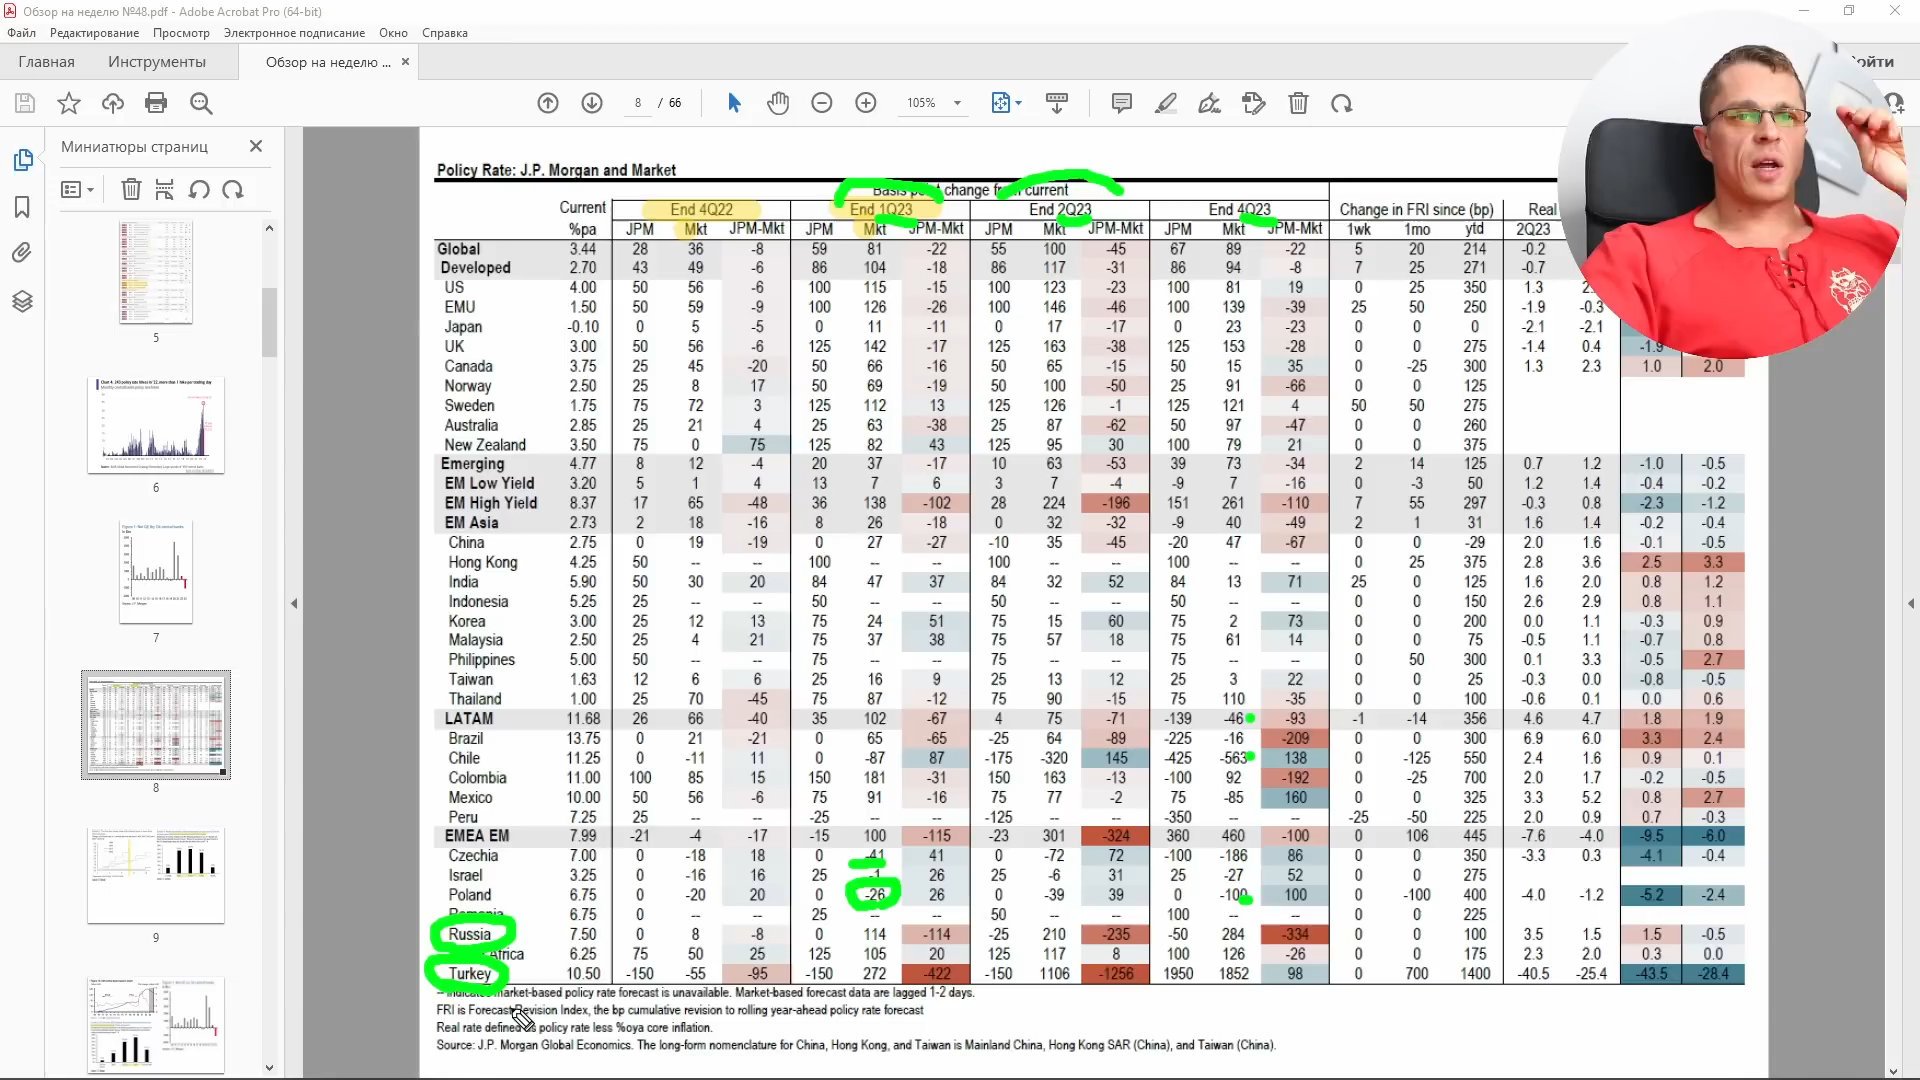 Обзор на неделю №48.pdf - Adobe Acrobat Pro (64-bit)
Файл Редактирование Просмотр Электронное подписание Окно Справка
Главная Инструменты Обзор на неделю ... ×
8 / 66 105%
Миниатюры страниц
5
6
7
8
9
Policy Rate: J.P. Morgan and Market
Basis point change from current
Current End 4Q22 End 1Q23 End 2Q23 End 4Q23 Change in FRI since (bp) Real
%pa JPM Mkt JPM-Mkt JPM Mkt JPM-Mkt JPM Mkt JPM-Mkt JPM Mkt JPM-Mkt 1wk 1mo ytd 2Q23
Global 3.44 28 36 -8 59 81 -22 55 100 -45 67 89 -22 5 20 214 -0.2
Developed 2.70 43 49 -6 86 104 -18 86 117 -31 86 94 -8 7 25 271 -0.7
US 4.00 50 56 -6 100 115 -15 100 123 -23 100 81 19 0 25 350 1.3
EMU 1.50 50 59 -9 100 126 -26 100 146 -46 100 139 -39 25 50 250 -1.9 -0.3
Japan -0.10 0 5 -5 0 11 -11 0 17 -17 0 23 -23 0 0 0 -2.1 -2.1
UK 3.00 50 56 -6 125 142 -17 125 163 -38 125 153 -28 0 0 275 -1.4 0.4 -1.9
Canada 3.75 25 45 -20 50 66 -16 50 65 -15 50 15 35 0 -25 300 1.3 2.3 1.0 2.0
Norway 2.50 25 8 17 50 69 -19 50 100 -50 25 91 -66 0 0 125
Sweden 1.75 75 72 3 125 112 13 125 126 -1 125 121 4 50 50 275
Australia 2.85 25 21 4 25 63 -38 25 87 -62 50 97 -47 0 0 260
New Zealand 3.50 75 0 75 125 82 43 125 95 30 100 79 21 0 0 375
Emerging 4.77 8 12 -4 20 37 -17 10 63 -53 39 73 -34 2 14 125 0.7 1.2 -1.0 -0.5
EM Low Yield 3.20 5 1 4 13 7 6 3 7 -4 -9 7 -16 0 -3 50 1.2 1.4 -0.4 -0.2
EM High Yield 8.37 17 65 -48 36 138 -102 28 224 -196 151 261 -110 7 55 297 -0.3 0.8 -2.3 -1.2
EM Asia 2.73 2 18 -16 8 26 -18 0 32 -32 -9 40 -49 2 1 31 1.6 1.4 -0.2 -0.4
China 2.75 0 19 -19 0 27 -27 -10 35 -45 -20 47 -67 0 0 -29 2.0 1.6 -0.1 -0.5
Hong Kong 4.25 50 -- 100 -- -- 100 -- -- 100 -- -- 0 25 375 2.8 3.6 2.5 3.3
India 5.90 50 30 20 84 47 37 84 32 52 84 13 71 25 0 125 1.6 2.0 0.8 1.2
Indonesia 5.25 25 -- -- 50 -- -- 50 -- -- 50 -- -- 0 0 150 2.6 2.9 0.8 1.1
Korea 3.00 25 12 13 75 24 51 75 15 60 75 2 73 0 0 200 0.0 1.1 -0.3 0.9
Malaysia 2.50 25 4 21 75 37 38 75 57 18 75 61 14 0 0 75 -0.5 1.1 -0.7 0.8
Philippines 5.00 50 -- -- 75 -- -- 75 -- -- 75 -- -- 0 50 300 0.1 3.3 -0.5 2.7
Taiwan 1.63 12 6 6 25 16 9 25 13 12 25 3 22 0 0 25 -0.3 0.0 -0.8 -0.5
Thailand 1.00 25 70 -45 75 87 -12 75 90 -15 75 110 -35 0 0 100 -0.6 0.1 0.0 0.6
LATAM 11.68 26 66 -40 35 102 -67 4 75 -71 -139 -46 -93 -1 -14 356 4.6 4.7 1.8 1.9
Brazil 13.75 0 21 -21 0 65 -65 -25 64 -89 -225 -16 -209 0 0 300 6.9 6.0 3.3 2.4
Chile 11.25 0 -11 11 0 -87 87 -175 -320 145 -425 -563 138 0 -125 550 2.4 1.6 0.9 0.1
Colombia 11.00 100 85 15 150 181 -31 150 163 -13 -100 92 -192 0 -25 700 2.0 1.7 -0.2 -0.5
Mexico 10.00 50 56 -6 75 91 -16 75 77 -2 75 -85 160 0 0 325 3.3 5.2 0.8 2.7
Peru 7.25 25 -- -- -25 -- -- -125 -- -- -350 -- -- -25 -50 225 2.0 0.9 0.7 -0.3
EMEA EM 7.99 -21 -4 -17 -15 100 -115 -23 301 -324 360 460 -100 0 106 445 -7.6 -4.0 -9.5 -6.0
Czechia 7.00 0 -18 18 0 -41 41 0 -72 72 -100 -186 86 0 0 350 -3.3 0.3 -4.1 -0.4
Israel 3.25 0 -16 16 25 -1 26 25 -6 31 25 -27 52 0 0 275
Poland 6.75 0 -20 20 0 -26 26 0 -39 39 0 -100 100 0 -100 400 -4.0 -1.2 -5.2 -2.4
Romania 6.75 0 -- -- 25 -- -- 50 -- -- 100 -- -- 0 0 225
Russia 7.50 0 8 -8 0 114 -114 -25 210 -235 -50 284 -334 0 0 100 3.5 1.5 1.5 -0.5
Africa 6.25 75 50 25 125 105 20 125 117 8 100 126 -26 0 0 175 2.3 2.0 0.3 0.0
Turkey 10.50 -150 -55 -95 -150 272 -422 -150 1106 -1256 1950 1852 98 0 700 1400 -40.5 -25.4 -43.5 -28.4
-- indicates market-based policy rate forecast is unavailable. Market-based forecast data are lagged 1-2 days.
FRI is Forecast Revision Index, the bp cumulative revision to rolling year-ahead policy rate forecast
Real rate defined as policy rate less %oya core inflation.
Source: J.P. Morgan Global Economics. The long-form nomenclature for China, Hong Kong, and Taiwan is Mainland China, Hong Kong SAR (China), and Taiwan (China).